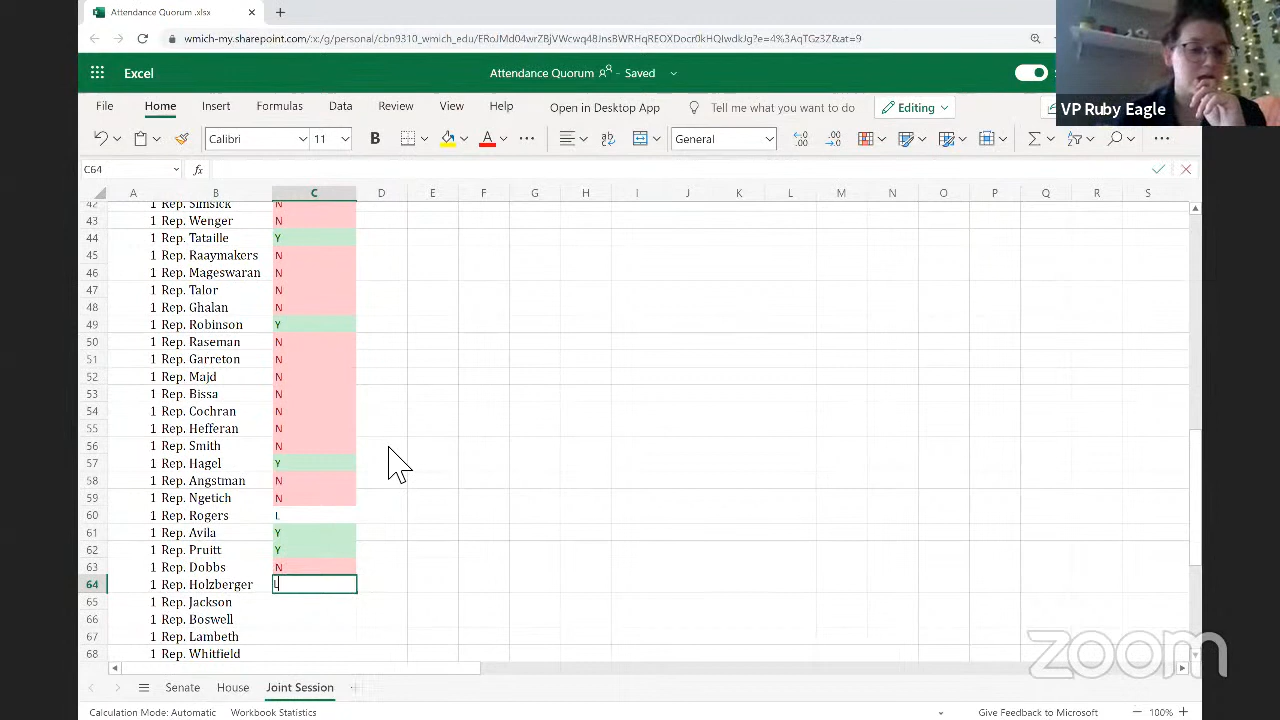 Attendance Quorum .xlsx
wmich-my.sharepoint.com/:x:/g/personal/cbn9310_wmich_edu/
VP Ruby Eagle
Excel
Attendance Quorum - Saved
File Home Insert Formulas Data Review View Help Open in Desktop App Tell me what you want to do Editing
Calibri 11 B A General
C64 fx
A B C D E F G H I J K L M N O P Q R S
42 1 Rep. Simsick N
43 1 Rep. Wenger N
44 1 Rep. Tataille Y
45 1 Rep. Raaymakers N
46 1 Rep. Mageswaran N
47 1 Rep. Talor N
48 1 Rep. Ghalan N
49 1 Rep. Robinson Y
50 1 Rep. Raseman N
51 1 Rep. Garreton N
52 1 Rep. Majd N
53 1 Rep. Bissa N
54 1 Rep. Cochran N
55 1 Rep. Hefferan N
56 1 Rep. Smith N
57 1 Rep. Hagel Y
58 1 Rep. Angstman N
59 1 Rep. Ngetich N
60 1 Rep. Rogers L
61 1 Rep. Avila Y
62 1 Rep. Pruitt Y
63 1 Rep. Dobbs N
64 1 Rep. Holzberger L
65 1 Rep. Jackson
66 1 Rep. Boswell
67 1 Rep. Lambeth
68 1 Rep. Whitfield
zoom
Senate House Joint Session
Calculation Mode: Automatic Workbook Statistics Give Feedback to Microsoft 100%